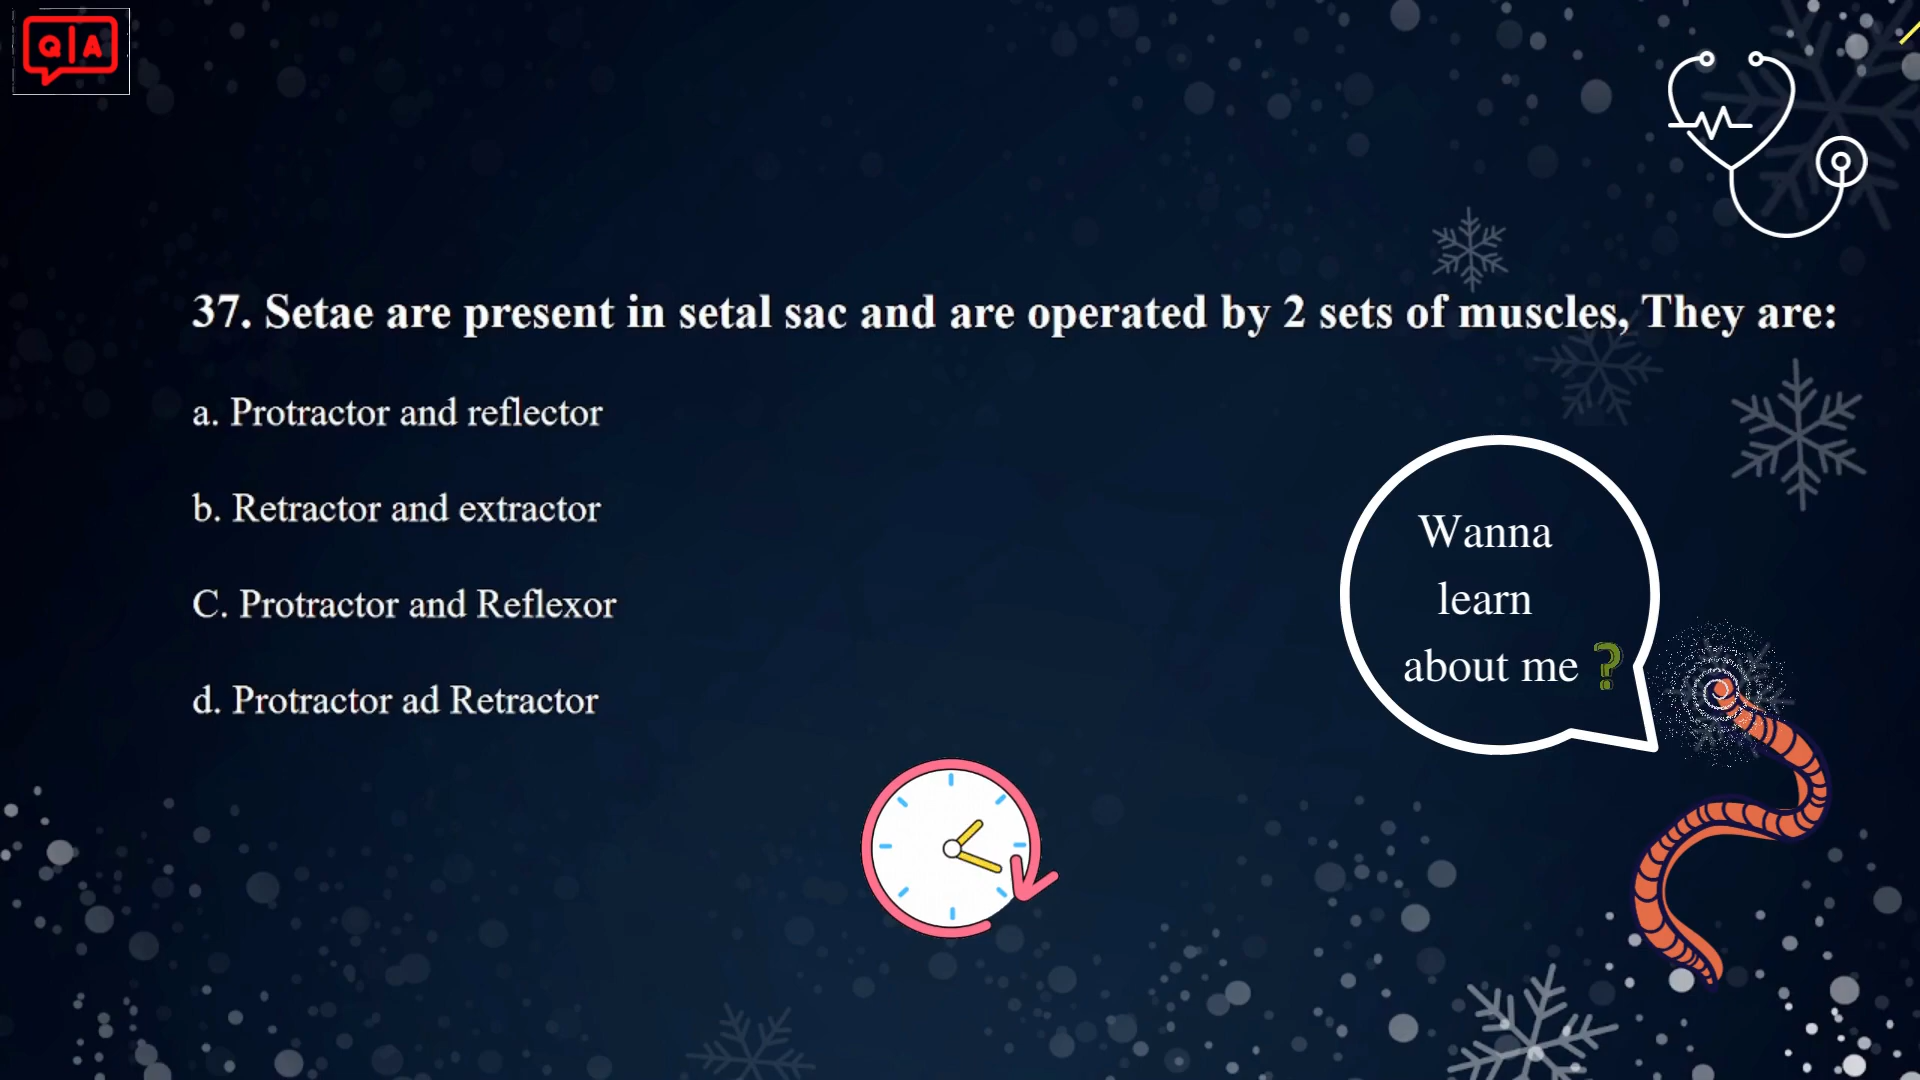 Q|A
37. Setae are present in setal sac and are operated by 2 sets of muscles, They are:
a. Protractor and reflector
b. Retractor and extractor
C. Protractor and Reflexor
d. Protractor ad Retractor
Wanna
learn
about me ?